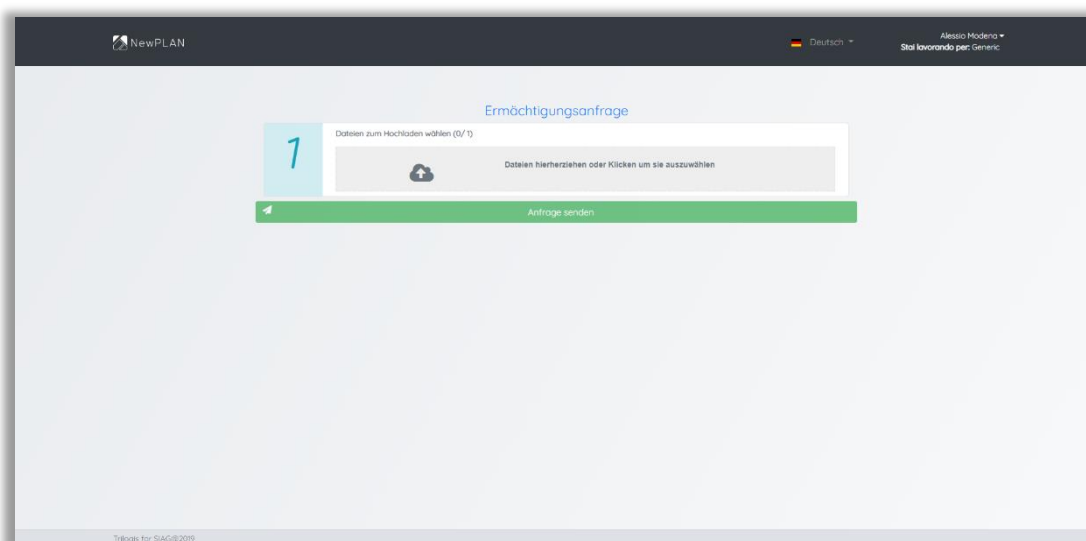 NewPLAN
Deutsch
Alessio Modena
Stai lavorando per: Generic
Ermächtigungsanfrage
1
Dateien zum Hochladen wählen (0/1)
Dateien hierherziehen oder Klicken um sie auszuwählen
Anfrage senden
Trilogis for SIAG®2019